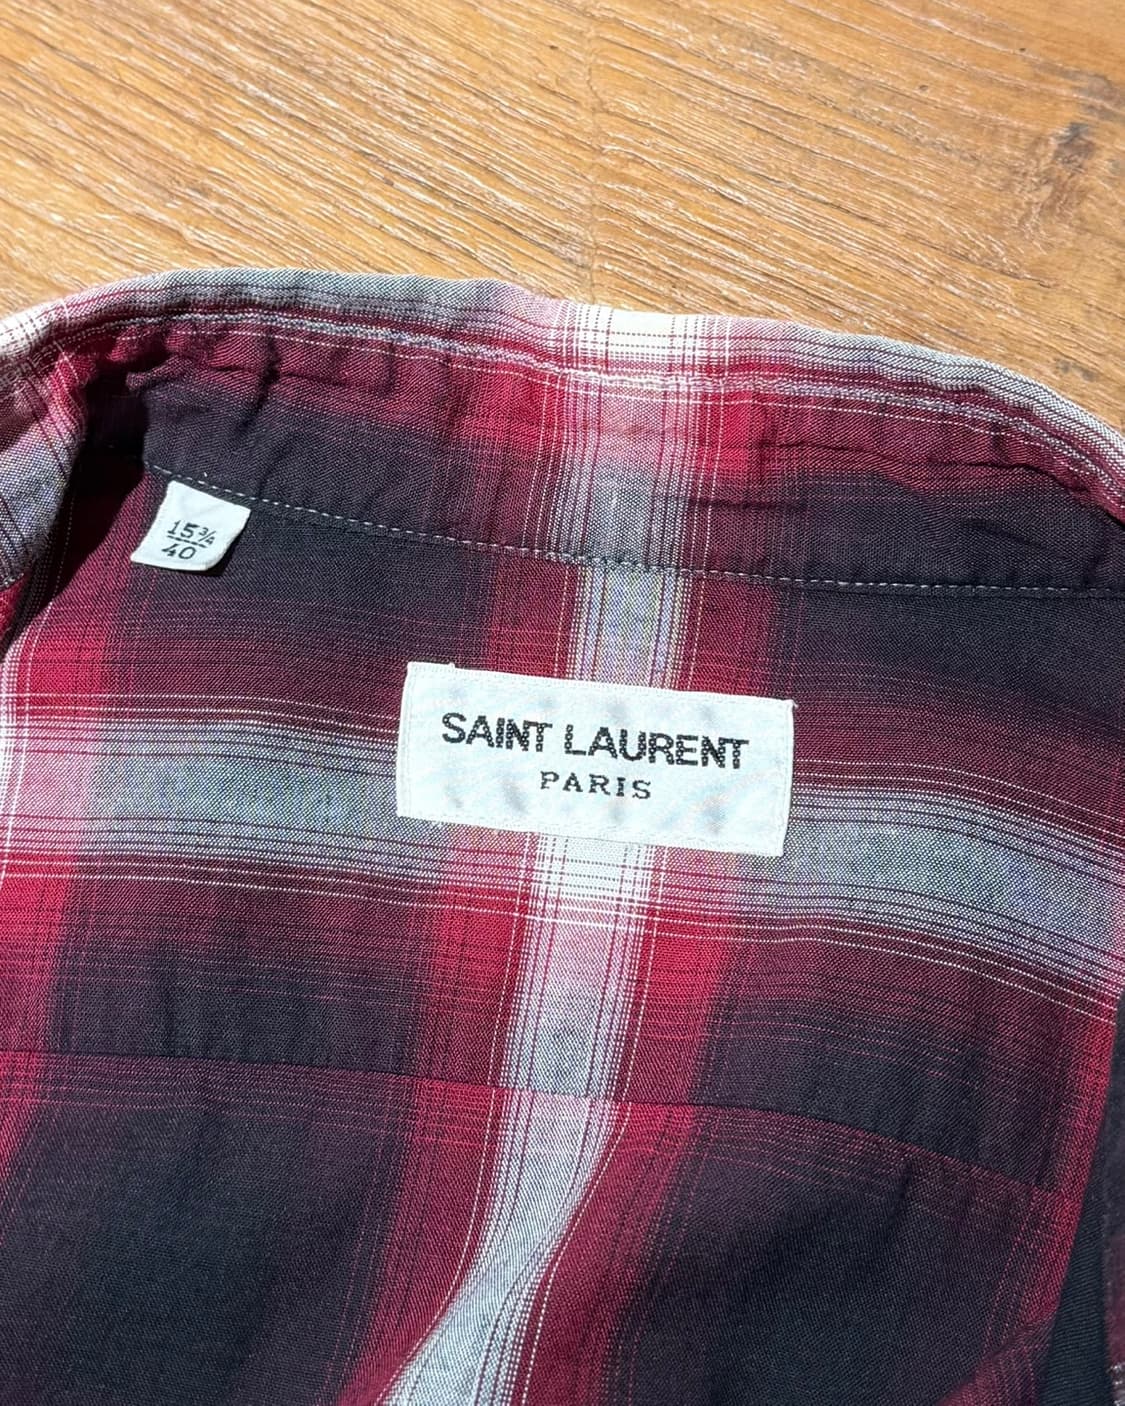 15¾
40
SAINT LAURENT
PARIS